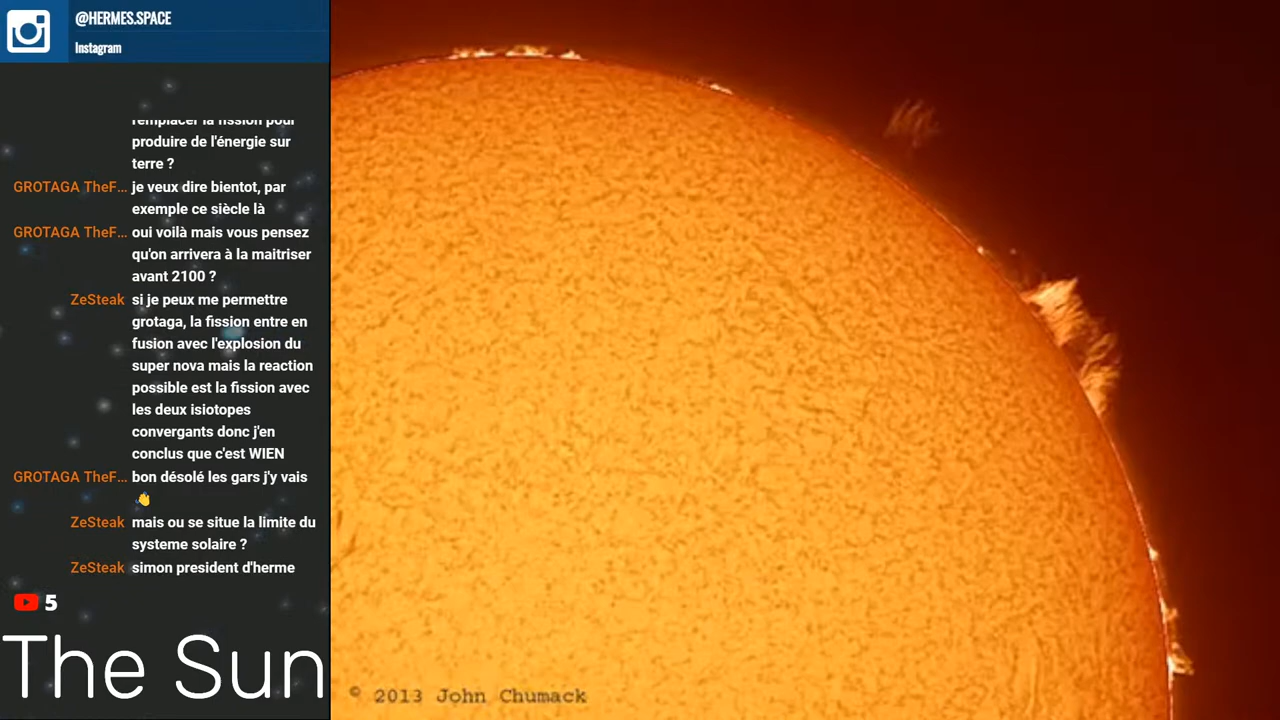 @HERMES.SPACE
Instagram
remplacer la fission pour
produire de l'énergie sur
terre ?
GROTAGA TheF... je veux dire bientot, par
exemple ce siècle là
GROTAGA TheF... oui voilà mais vous pensez
qu'on arrivera à la maitriser
avant 2100 ?
ZeSteak si je peux me permettre
grotaga, la fission entre en
fusion avec l'explosion du
super nova mais la reaction
possible est la fission avec
les deux isiotopes
convergants donc j'en
conclus que c'est WIEN
GROTAGA TheF... bon désolé les gars j'y vais
👋
ZeSteak mais ou se situe la limite du
systeme solaire ?
ZeSteak simon president d'herme
5
The Sun
© 2013 John Chumack